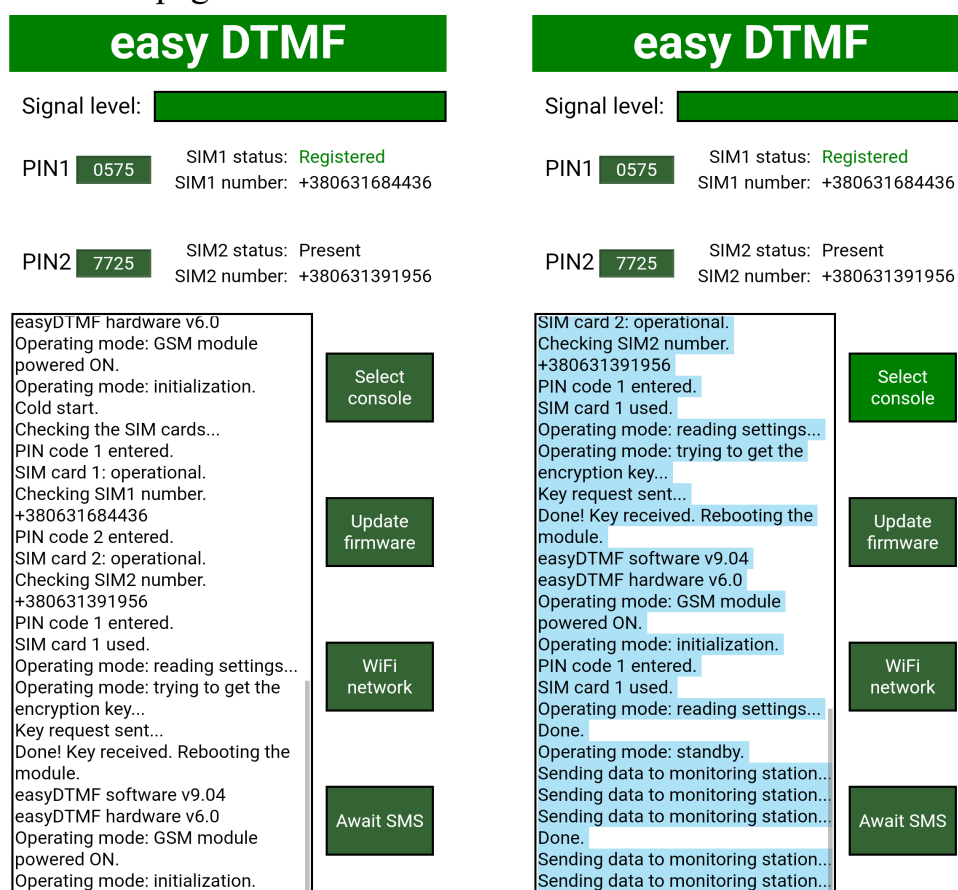 easy DTMF
Signal level:
PIN1 0575
SIM1 status: Registered
SIM1 number: +380631684436
PIN2 7725
SIM2 status: Present
SIM2 number: +380631391956
easyDTMF hardware v6.0
Operating mode: GSM module
powered ON.
Operating mode: initialization.
Cold start.
Checking the SIM cards...
PIN code 1 entered.
SIM card 1: operational.
Checking SIM1 number.
+380631684436
PIN code 2 entered.
SIM card 2: operational.
Checking SIM2 number.
+380631391956
PIN code 1 entered.
SIM card 1 used.
Operating mode: reading settings...
Operating mode: trying to get the
encryption key...
Key request sent...
Done! Key received. Rebooting the
module.
easyDTMF software v9.04
easyDTMF hardware v6.0
Operating mode: GSM module
powered ON.
Operating mode: initialization.
Select
console
Update
firmware
WiFi
network
Await SMS
easy DTMF
Signal level:
PIN1 0575
SIM1 status: Registered
SIM1 number: +380631684436
PIN2 7725
SIM2 status: Present
SIM2 number: +380631391956
SIM card 2: operational.
Checking SIM2 number.
+380631391956
PIN code 1 entered.
SIM card 1 used.
Operating mode: reading settings...
Operating mode: trying to get the
encryption key...
Key request sent...
Done! Key received. Rebooting the
module.
easyDTMF software v9.04
easyDTMF hardware v6.0
Operating mode: GSM module
powered ON.
Operating mode: initialization.
PIN code 1 entered.
SIM card 1 used.
Operating mode: reading settings...
Done.
Operating mode: standby.
Sending data to monitoring station...
Sending data to monitoring station...
Sending data to monitoring station...
Done.
Sending data to monitoring station...
Sending data to monitoring station...
Select
console
Update
firmware
WiFi
network
Await SMS